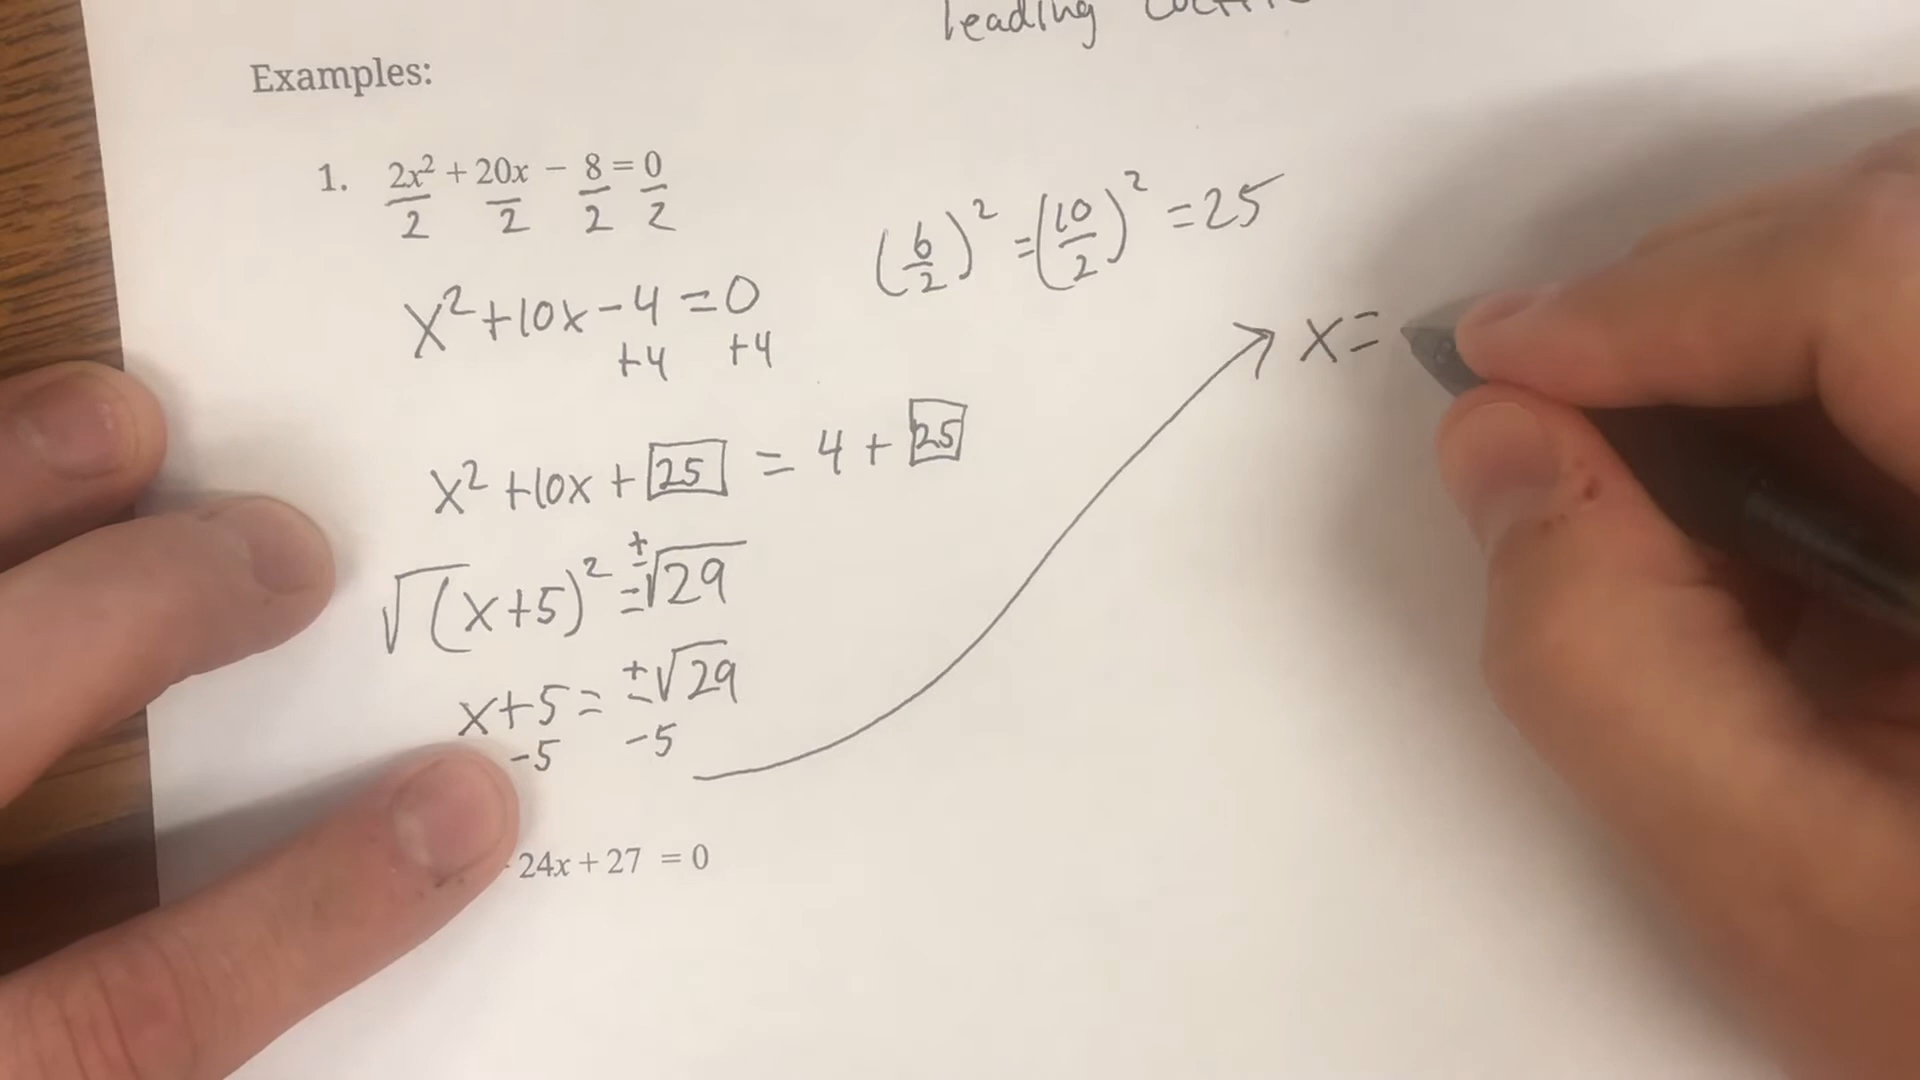 leading
Examples:
1. 2x² + 20x − 8 = 0
2 2 2 2
(b/2)² = (10/2)² = 25
x² + 10x − 4 = 0
+4 +4
x =
x² + 10x + 25 = 4 + 25
√(x+5)² = ±√29
x+5 = ±√29
-5 -5
24x + 27 = 0